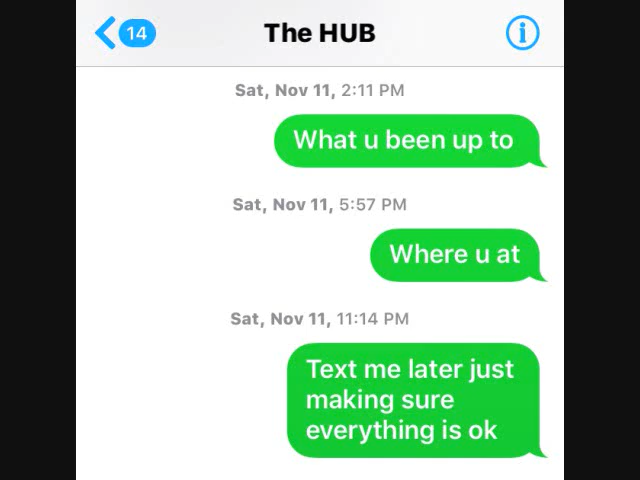 14
The HUB
Sat, Nov 11, 2:11 PM
What u been up to
Sat, Nov 11, 5:57 PM
Where u at
Sat, Nov 11, 11:14 PM
Text me later just
making sure
everything is ok